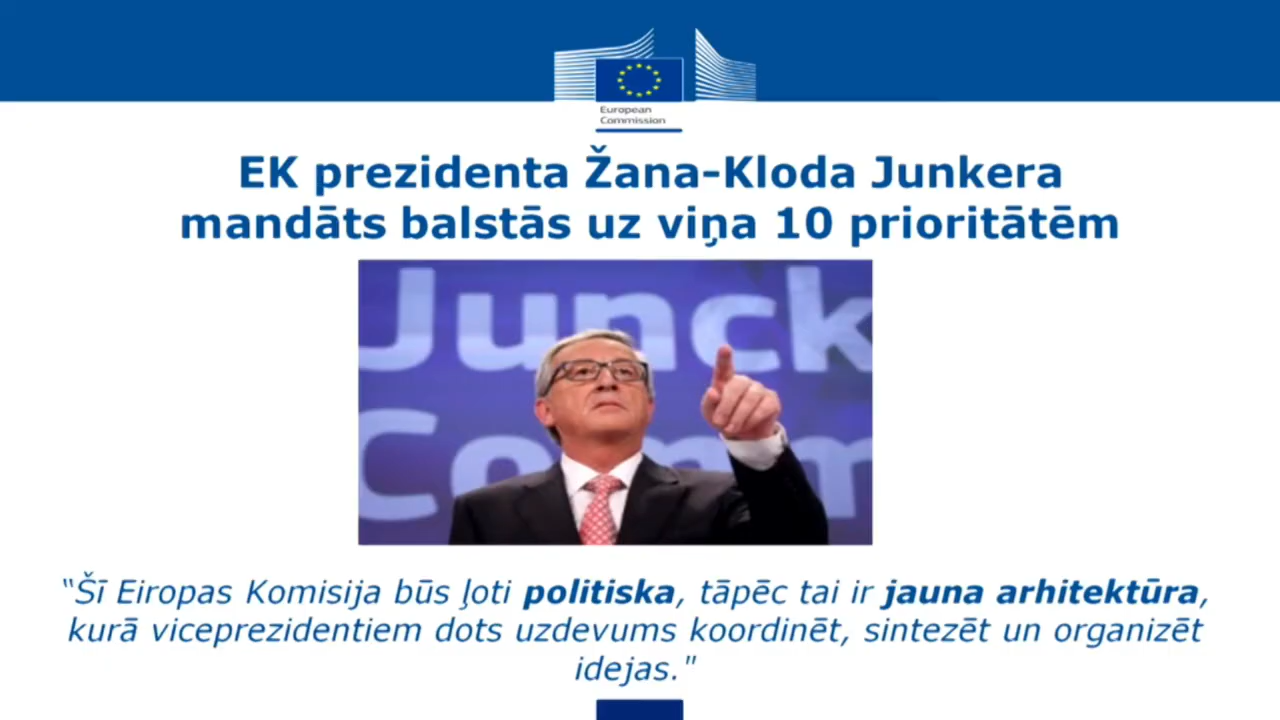 European
Commission
EK prezidenta Žana-Kloda Junkera
mandāts balstās uz viņa 10 prioritātēm
Junck
Comm
"Šī Eiropas Komisija būs ļoti politiska, tāpēc tai ir jauna arhitektūra,
kurā viceprezidentiem dots uzdevums koordinēt, sintezēt un organizēt
idejas."